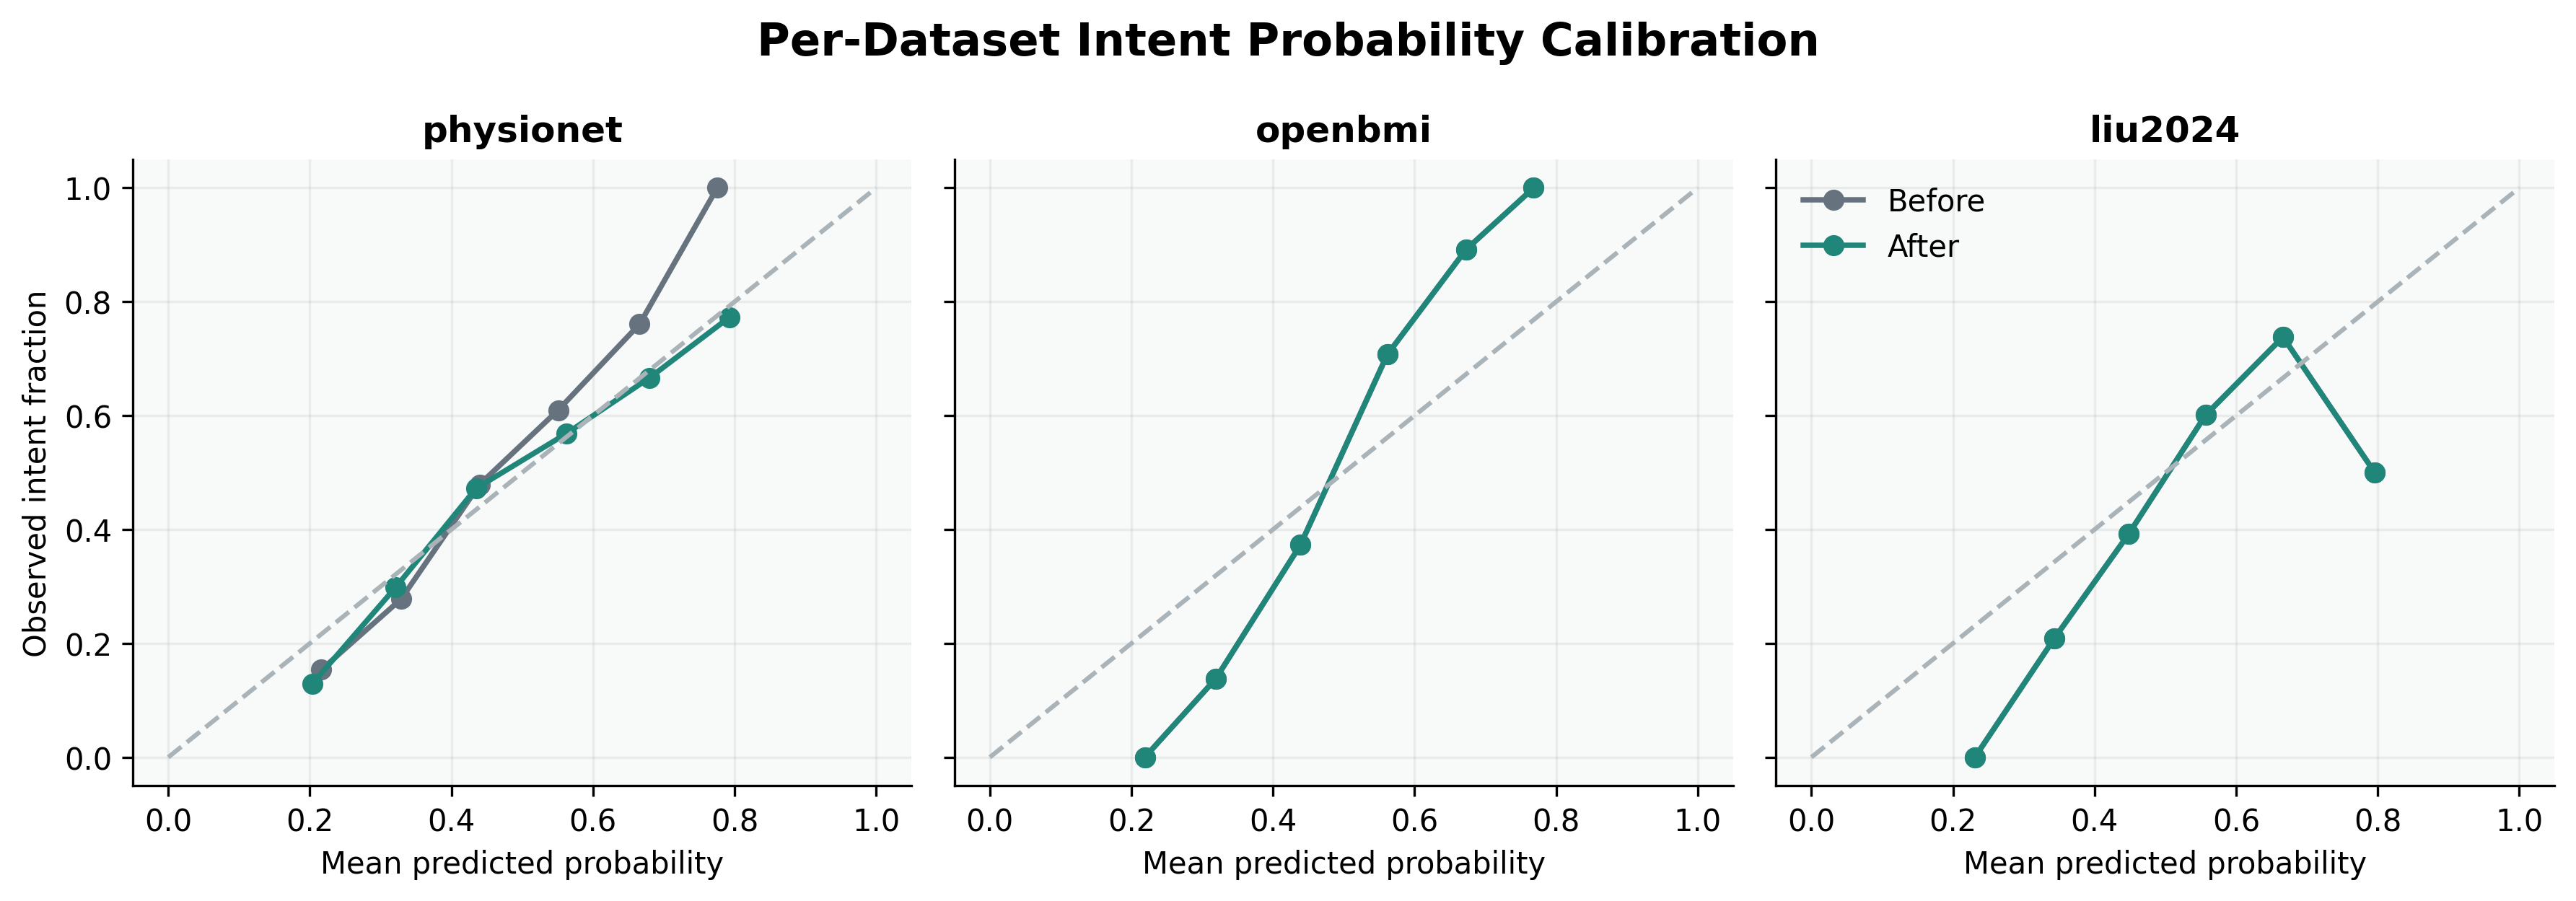 Per-Dataset Intent Probability Calibration
physionet
openbmi
liu2024
Observed intent fraction
1.0
0.8
0.6
0.4
0.2
0.0
Before
After
0.0 0.2 0.4 0.6 0.8 1.0
0.0 0.2 0.4 0.6 0.8 1.0
0.0 0.2 0.4 0.6 0.8 1.0
Mean predicted probability
Mean predicted probability
Mean predicted probability